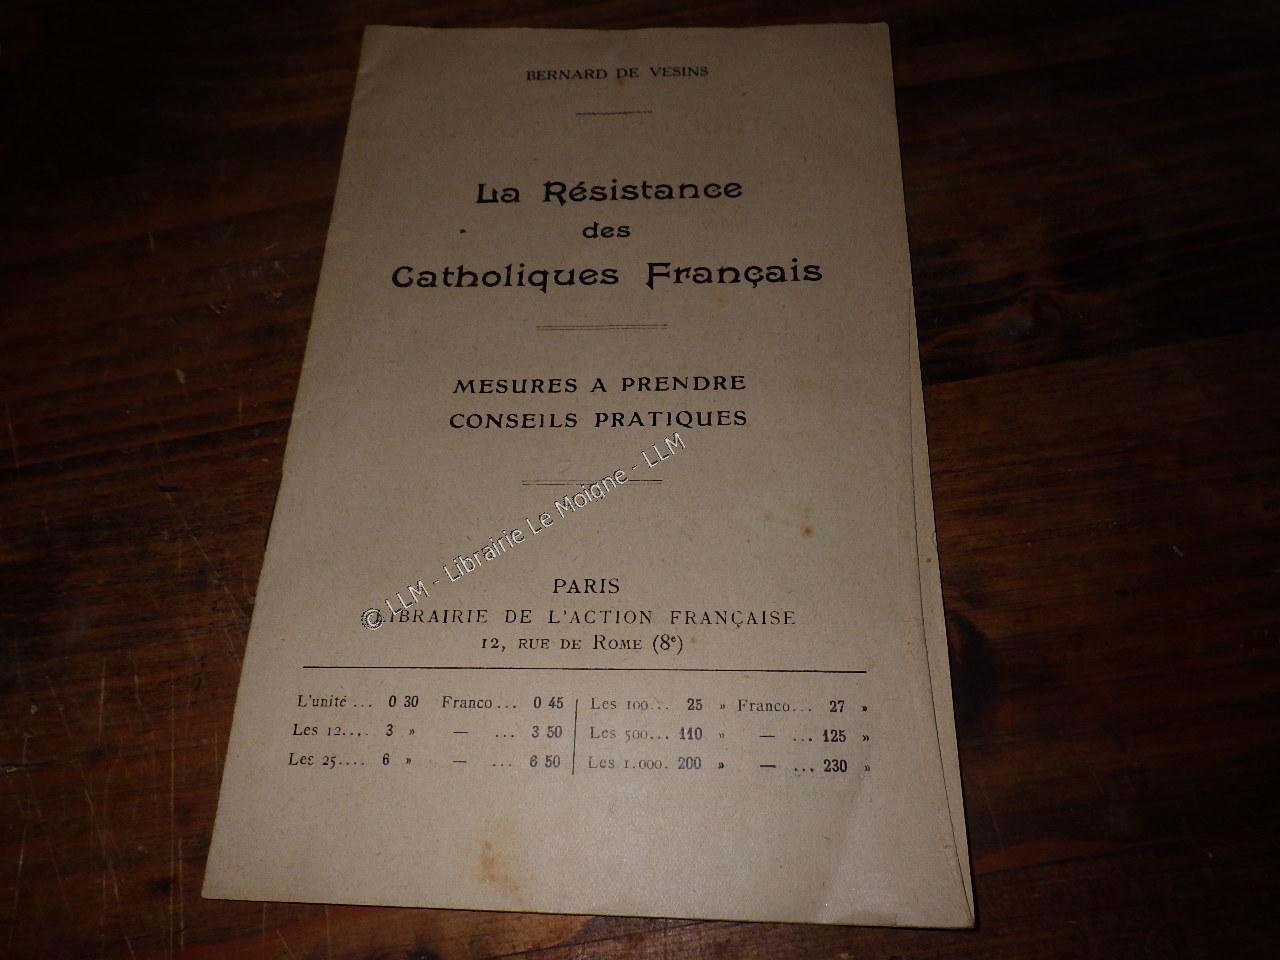 BERNARD DE VESINS
La Résistance
des
Catholiques Français
MESURES A PRENDRE
CONSEILS PRATIQUES
© LLM - Librairie Le Moigne - LLM
PARIS
LIBRAIRIE DE L'ACTION FRANÇAISE
12, RUE DE ROME (8e)
L'unité ... 0 30 Franco ... 0 45 Les 100... 25 » Franco... 27 »
Les 12.... 3 » — ... 3 50 Les 500... 110 » — ... 125 »
Les 25.... 6 » — ... 6 50 Les 1.000. 200 » — ... 230 »